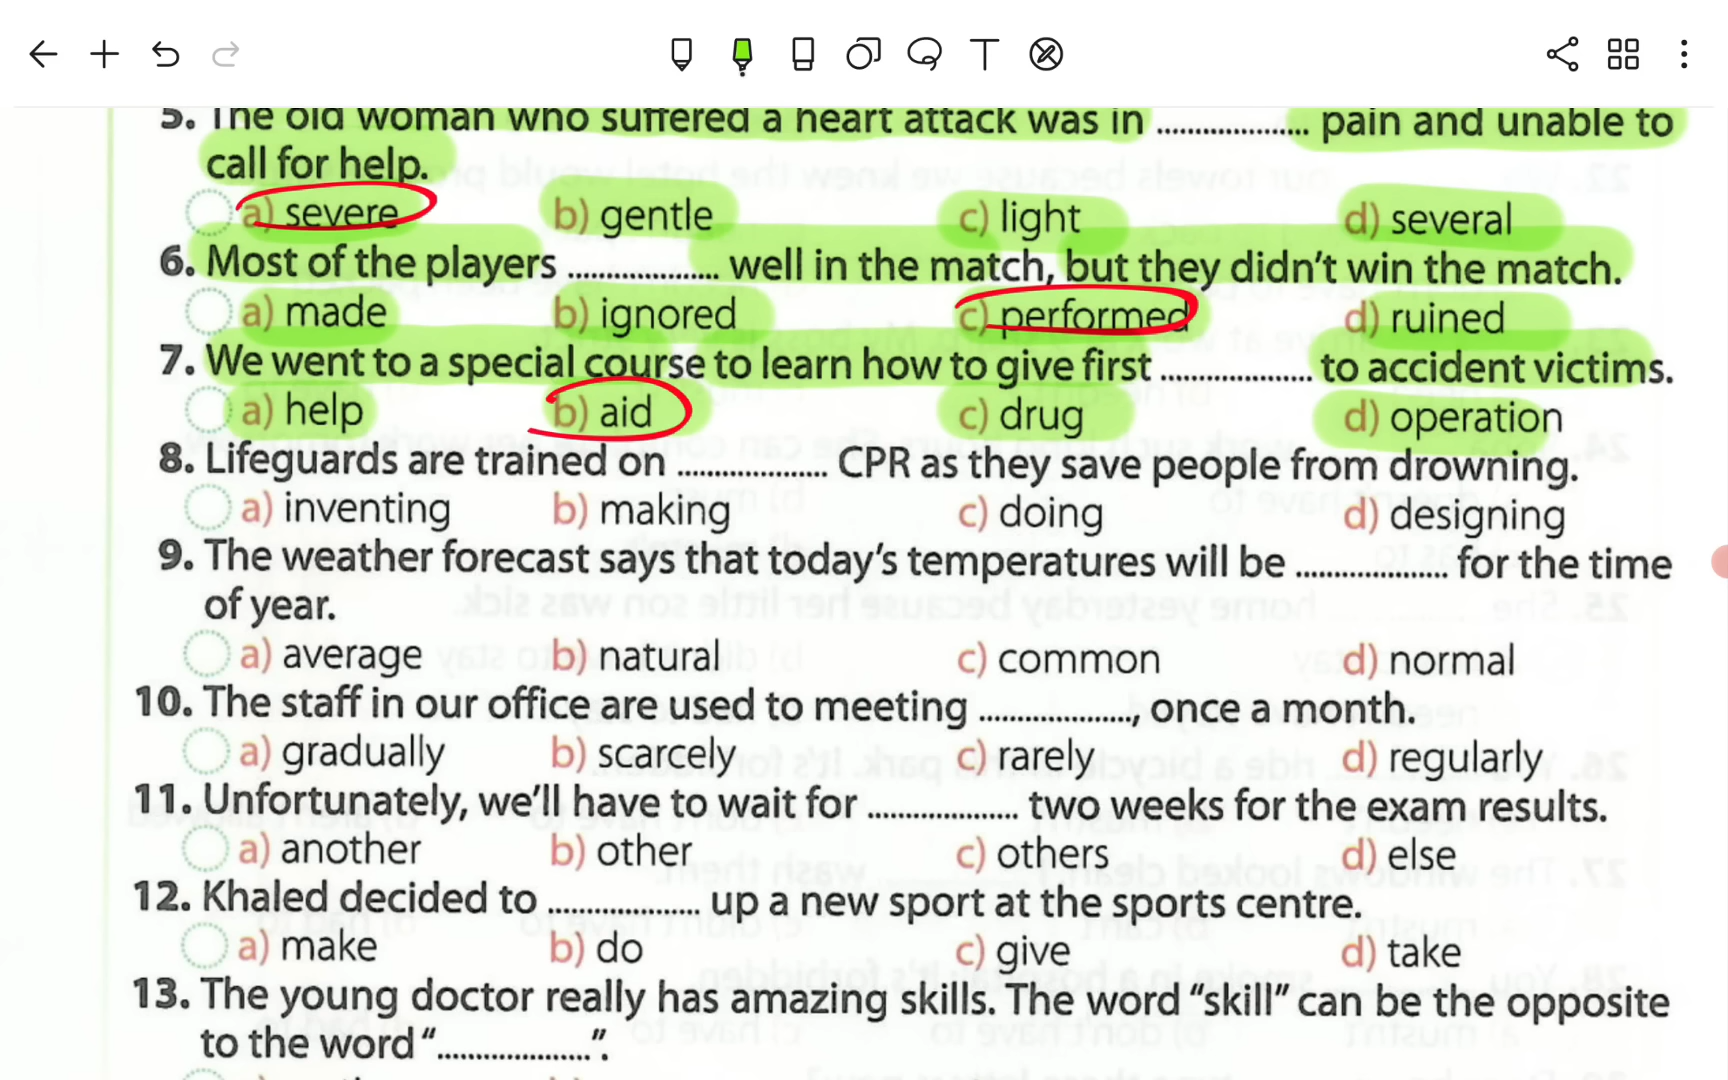 5. The old woman who suffered a heart attack was in .................... pain and unable to
call for help.
a) severe b) gentle c) light d) several
6. Most of the players .................... well in the match, but they didn't win the match.
a) made b) ignored c) performed d) ruined
7. We went to a special course to learn how to give first .................... to accident victims.
a) help b) aid c) drug d) operation
8. Lifeguards are trained on .................... CPR as they save people from drowning.
a) inventing b) making c) doing d) designing
9. The weather forecast says that today's temperatures will be .................... for the time
of year.
a) average b) natural c) common d) normal
10. The staff in our office are used to meeting ...................., once a month.
a) gradually b) scarcely c) rarely d) regularly
11. Unfortunately, we'll have to wait for .................... two weeks for the exam results.
a) another b) other c) others d) else
12. Khaled decided to .................... up a new sport at the sports centre.
a) make b) do c) give d) take
13. The young doctor really has amazing skills. The word "skill" can be the opposite
to the word "....................".